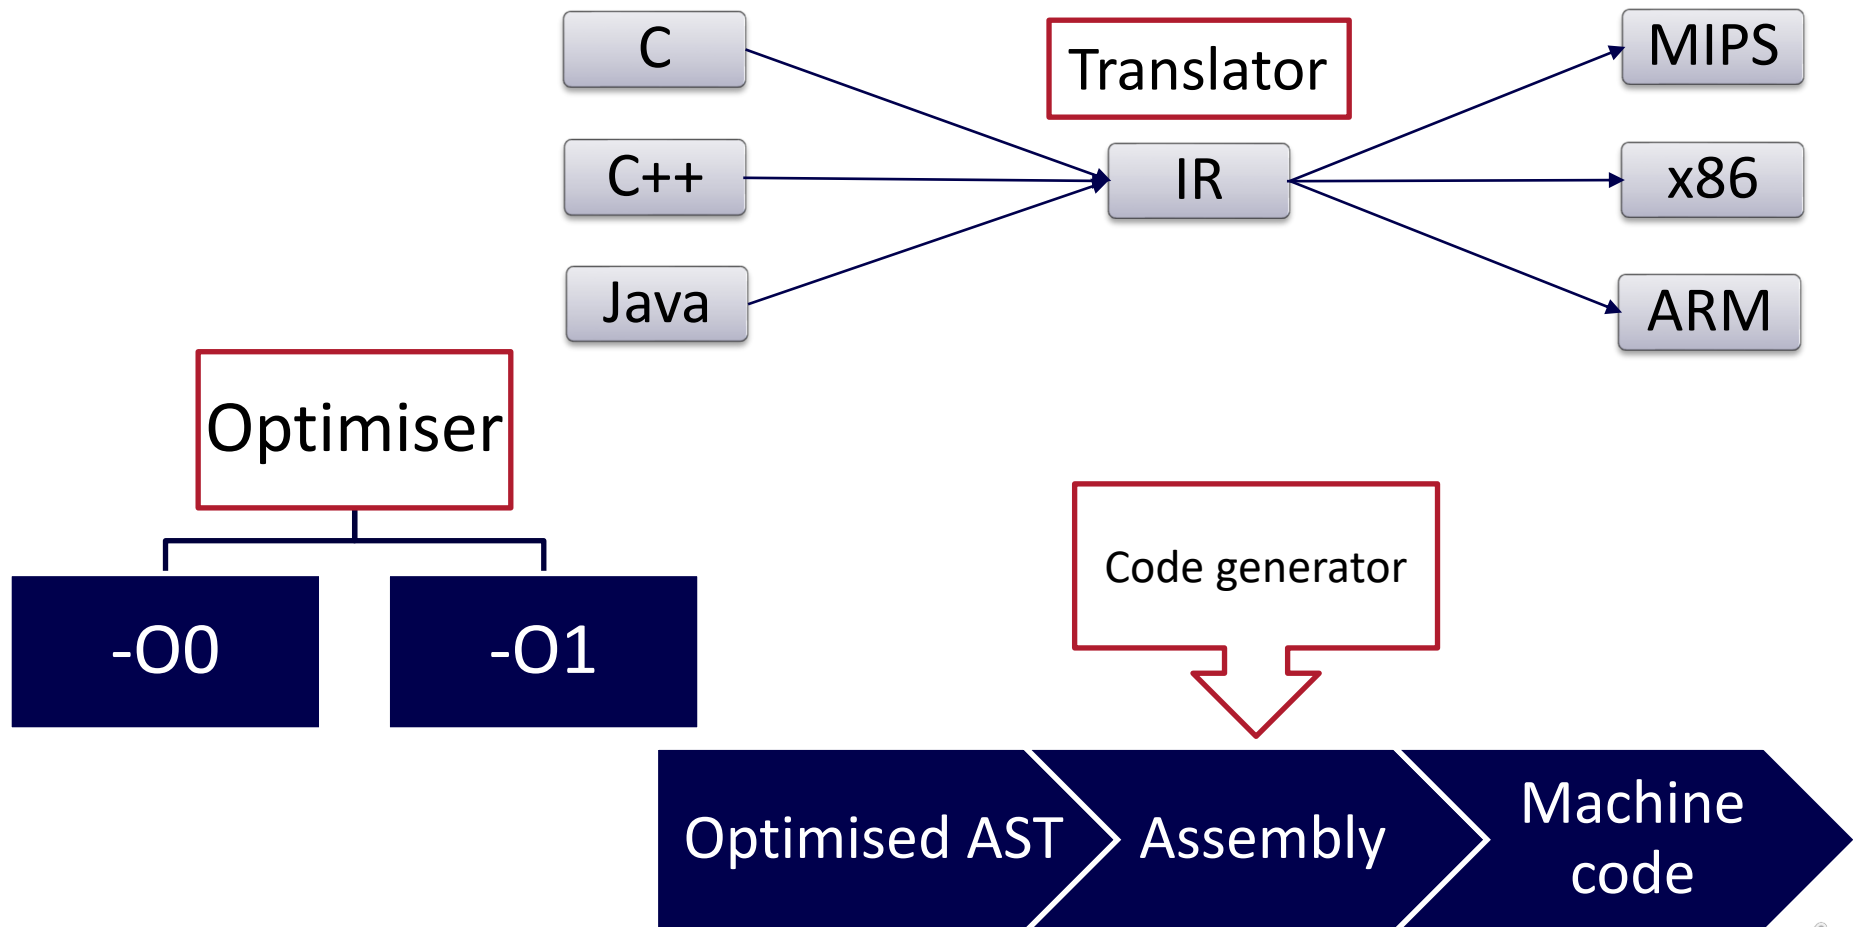 C
Translator
MIPS
C++
IR
x86
Java
ARM
Optimiser
-O0
-O1
Code generator
Optimised AST
Assembly
Machine
code